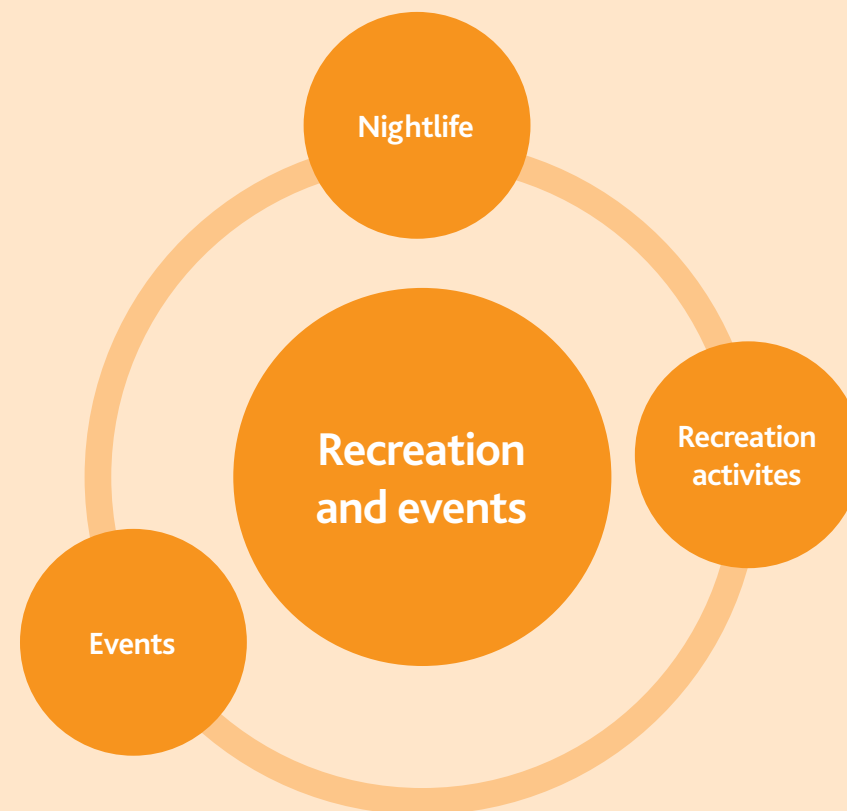 Nightlife
Recreation
activites
Recreation
and events
Events